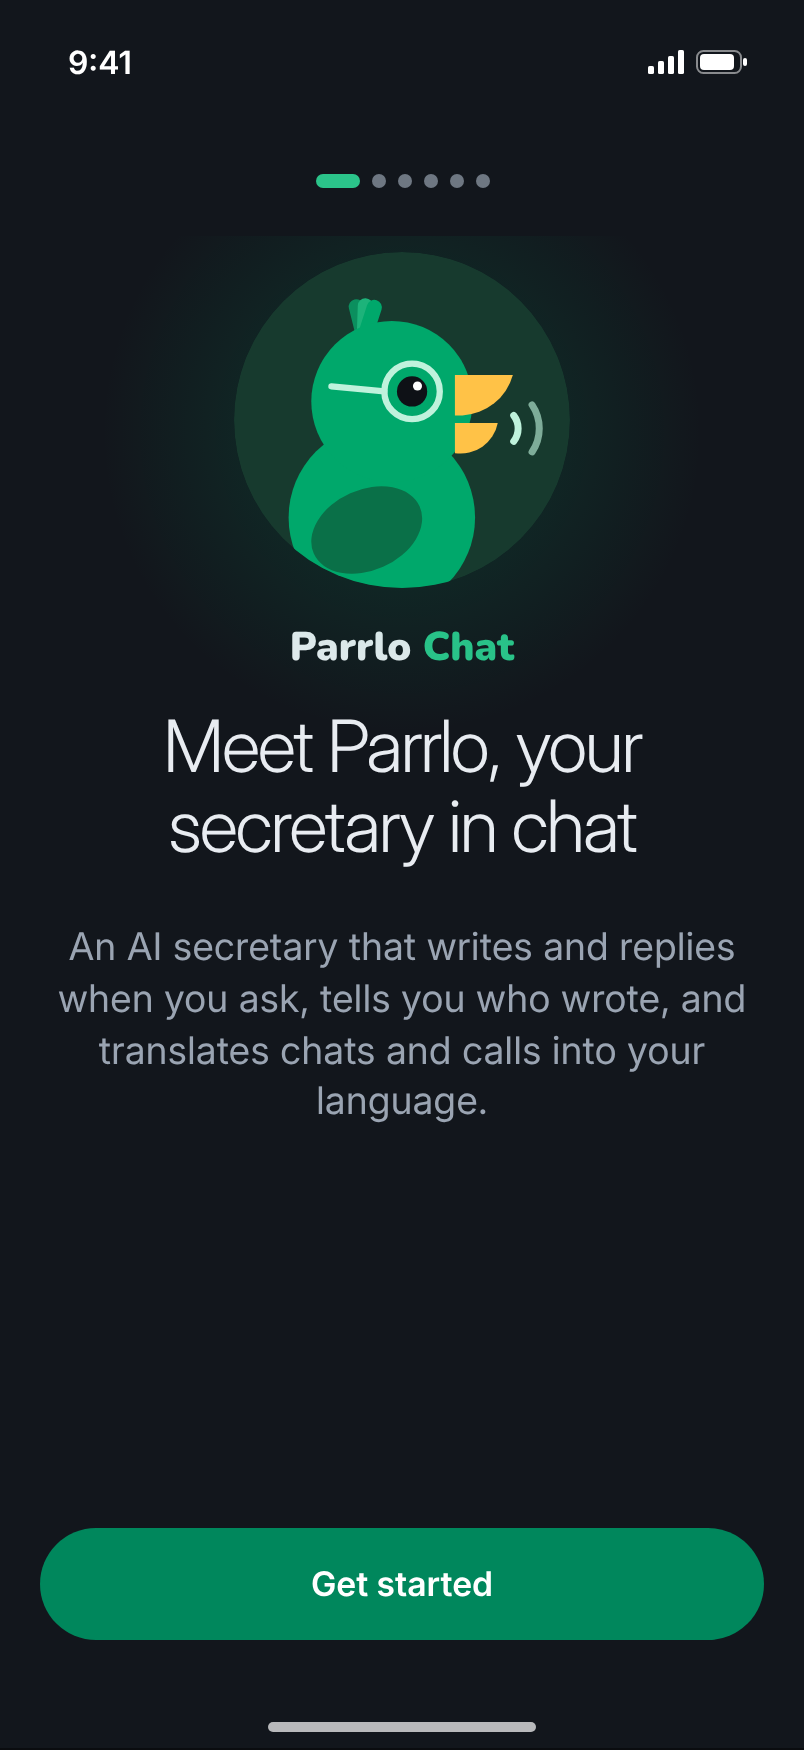 9:41
Parrlo Chat
Meet Parrlo, your
secretary in chat
An AI secretary that writes and replies
when you ask, tells you who wrote, and
translates chats and calls into your
language.
Get started